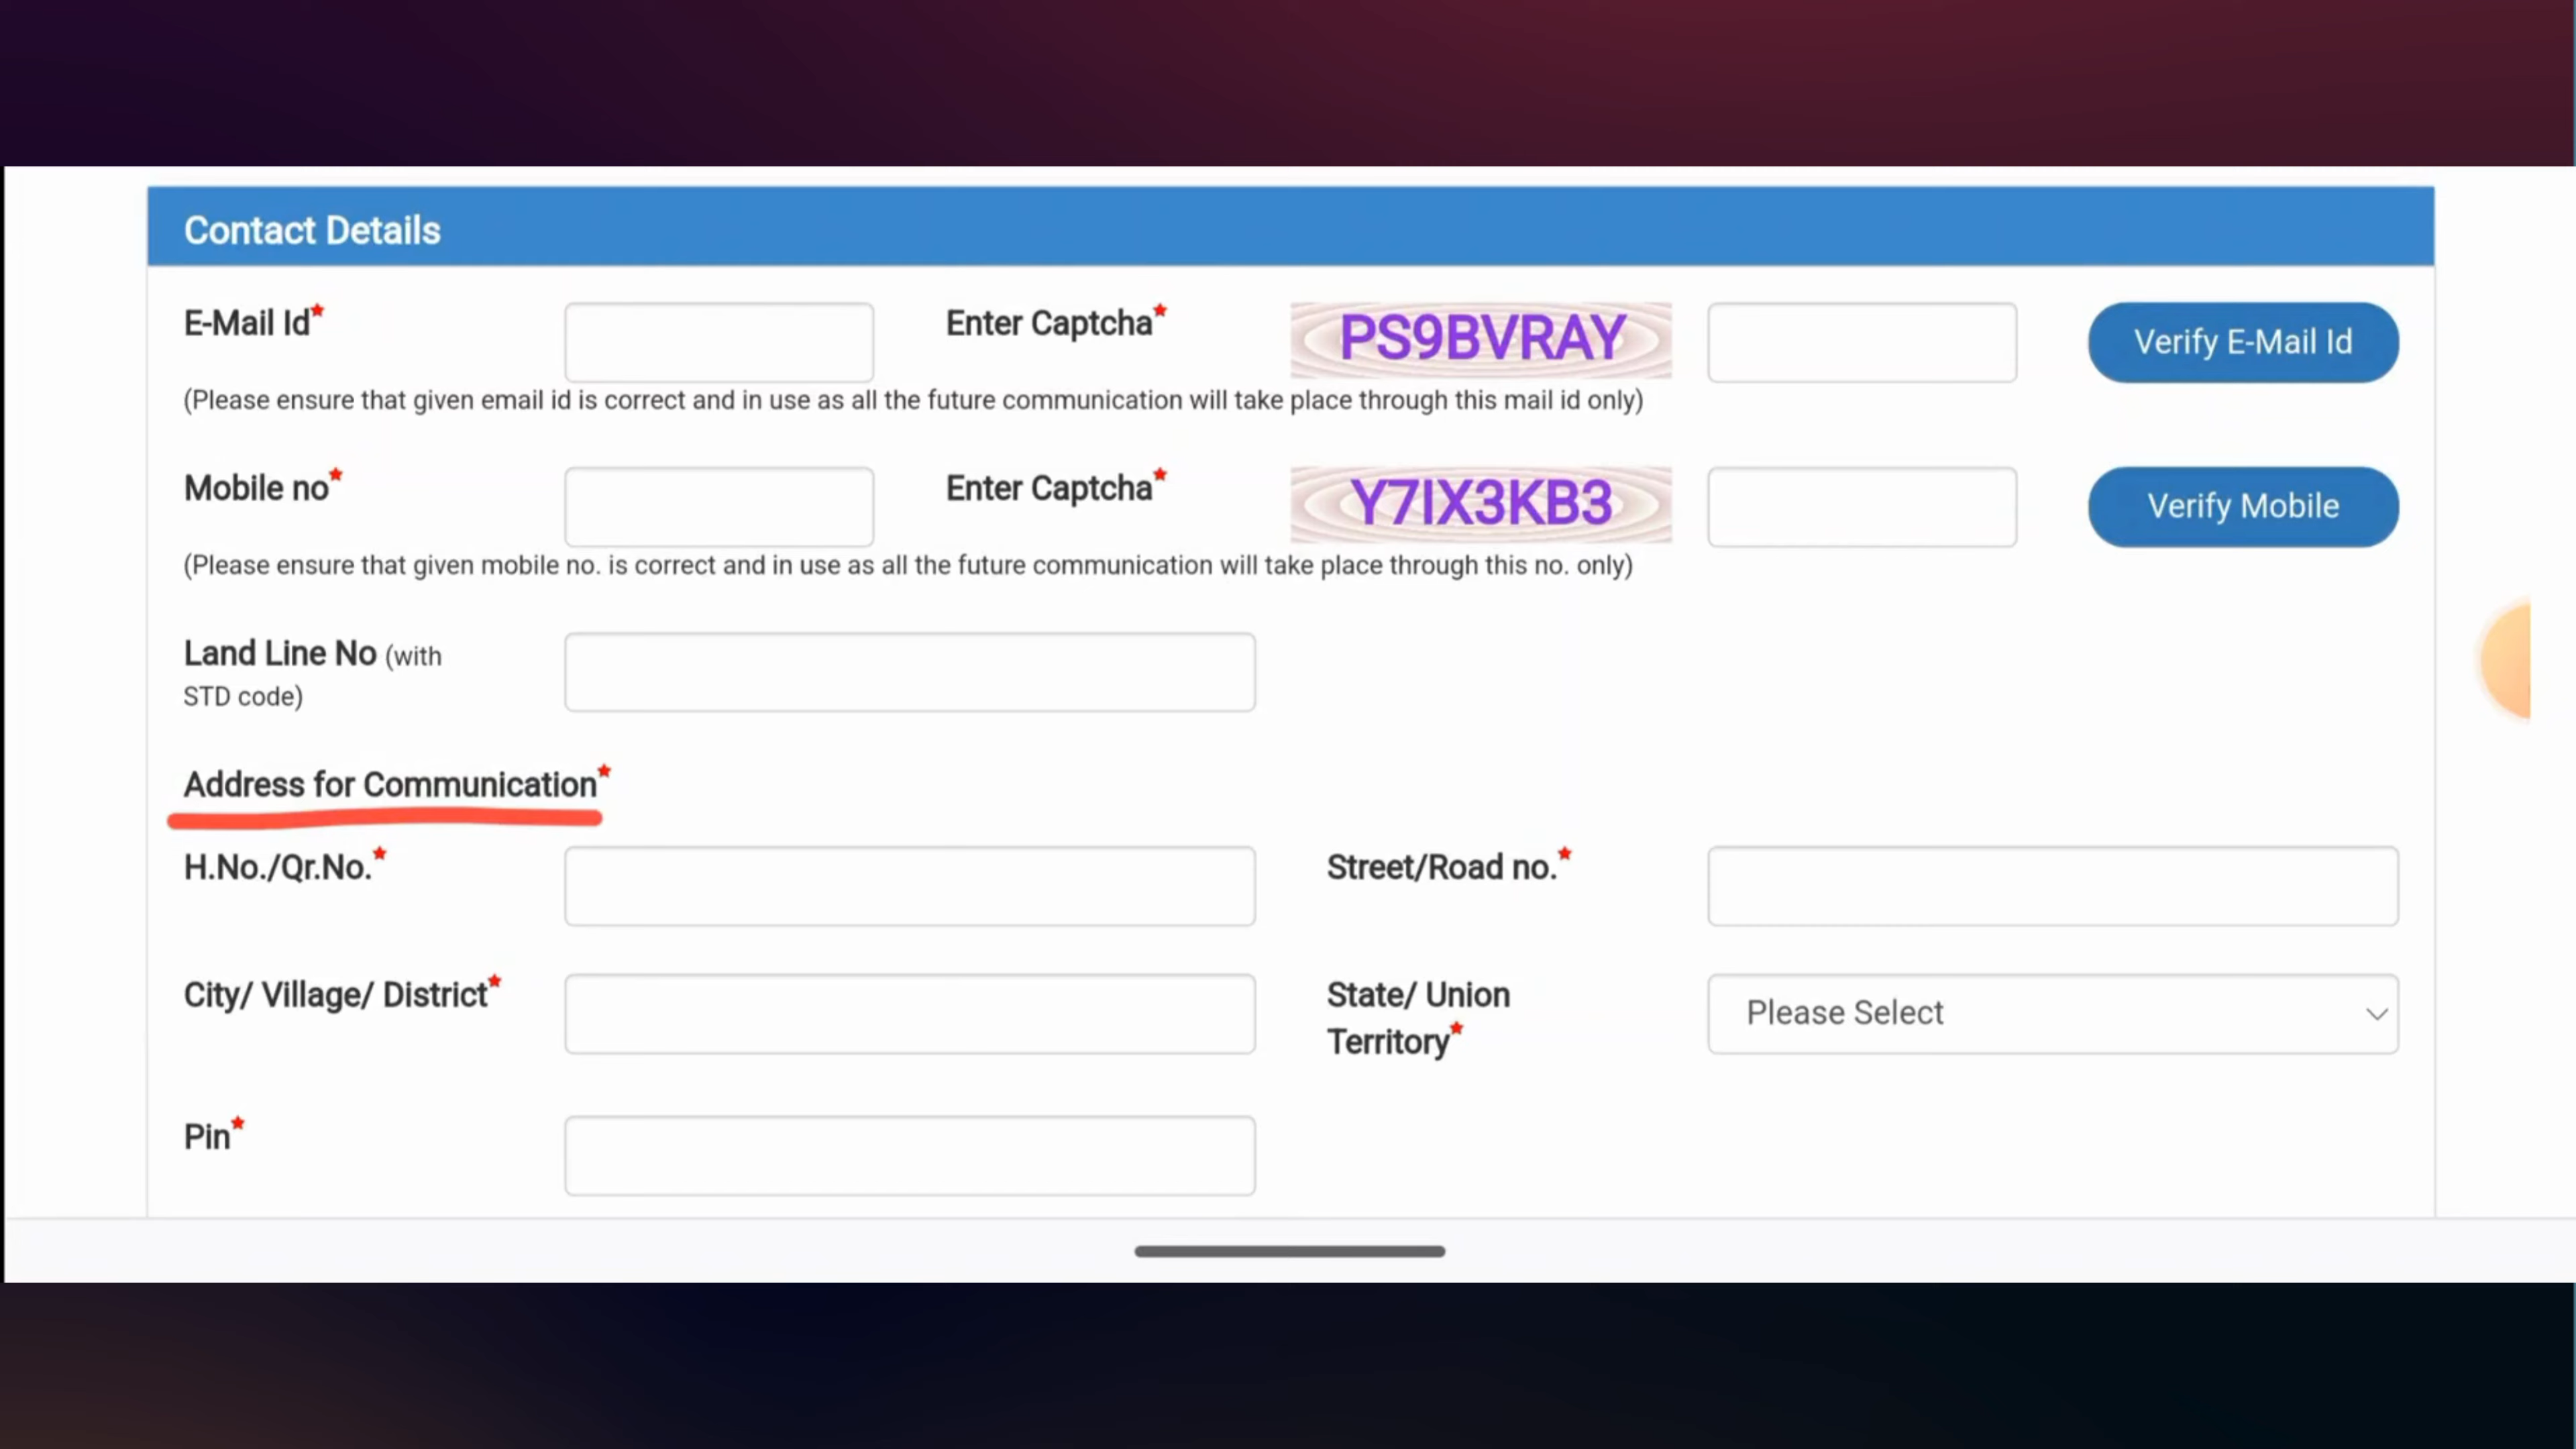 Contact Details
E-Mail Id* Enter Captcha* PS9BVRAY Verify E-Mail Id
(Please ensure that given email id is correct and in use as all the future communication will take place through this mail id only)
Mobile no* Enter Captcha* Y7IX3KB3 Verify Mobile
(Please ensure that given mobile no. is correct and in use as all the future communication will take place through this no. only)
Land Line No (with
STD code)
Address for Communication*
H.No./Qr.No.* Street/Road no.*
City/ Village/ District* State/ Union Please Select
Territory*
Pin*